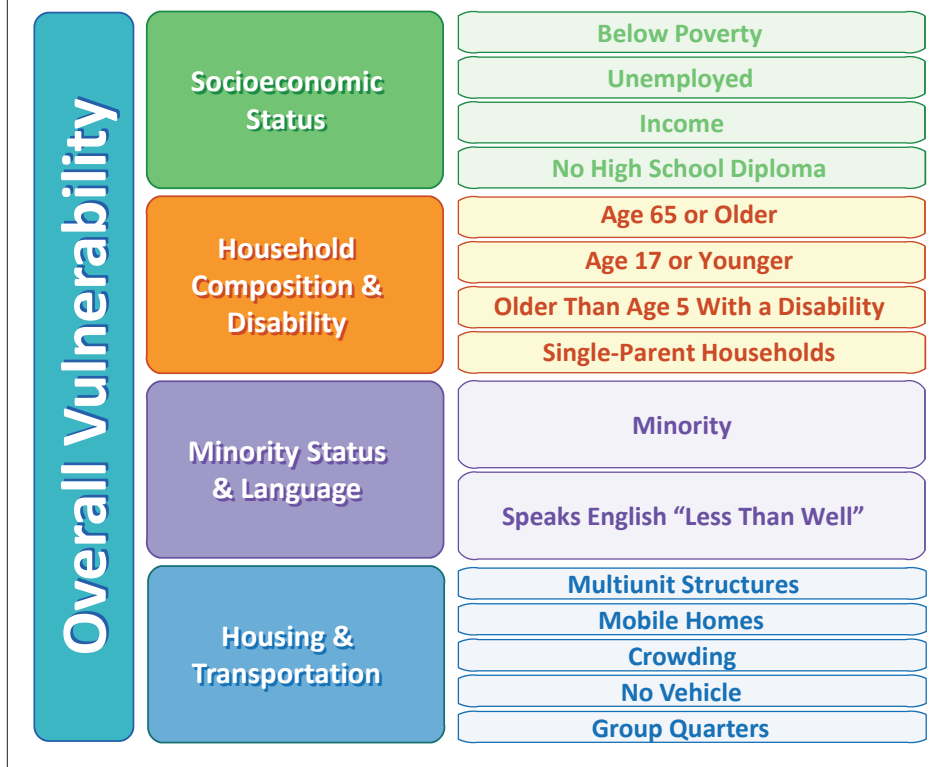 Overall Vulnerability
Socioeconomic
Status
Below Poverty
Unemployed
Income
No High School Diploma
Household
Composition &
Disability
Age 65 or Older
Age 17 or Younger
Older Than Age 5 With a Disability
Single-Parent Households
Minority Status
& Language
Minority
Speaks English “Less Than Well”
Housing &
Transportation
Multiunit Structures
Mobile Homes
Crowding
No Vehicle
Group Quarters